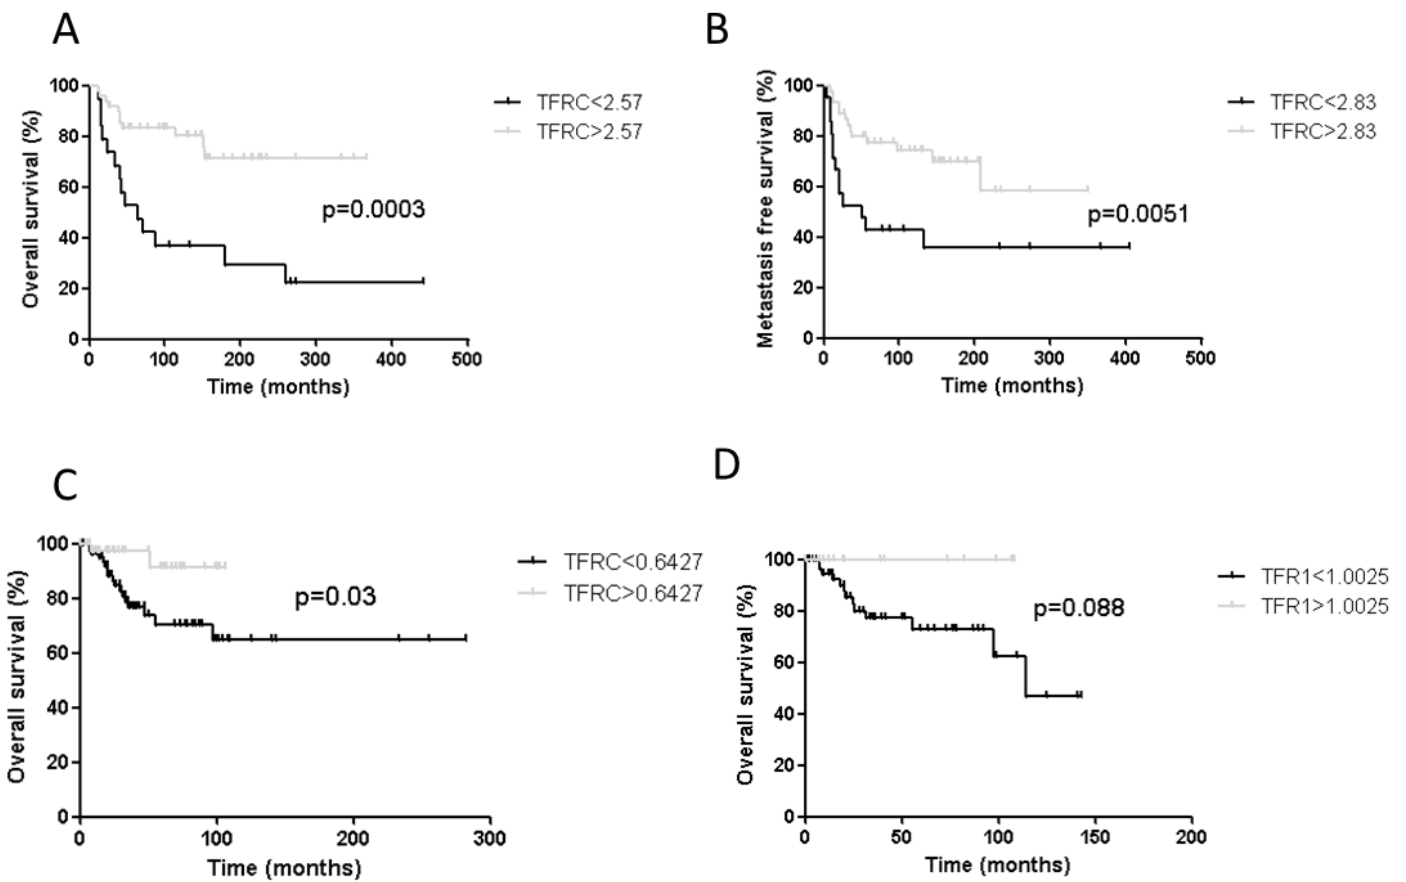 A
Overall survival (%)
100
80
60
40
20
0
0 100 200 300 400 500
Time (months)
TFRC<2.57
TFRC>2.57
p=0.0003
B
Metastasis free survival (%)
100
80
60
40
20
0
0 100 200 300 400 500
Time (months)
TFRC<2.83
TFRC>2.83
p=0.0051
C
Overall survival (%)
100
80
60
40
20
0
0 100 200 300
Time (months)
TFRC<0.6427
TFRC>0.6427
p=0.03
D
Overall survival (%)
100
80
60
40
20
0
0 50 100 150 200
Time (months)
TFR1<1.0025
TFR1>1.0025
p=0.088